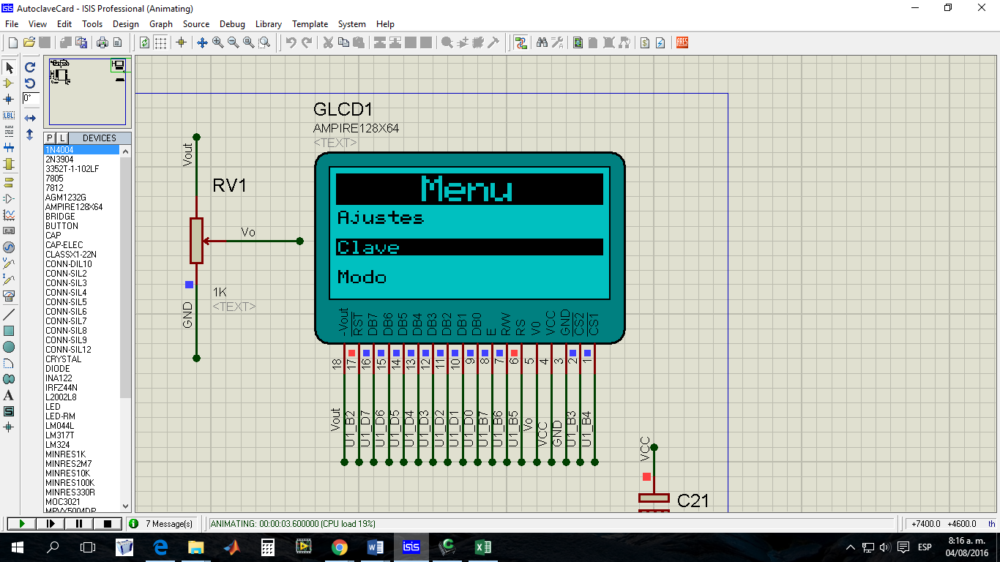 AutoclaveCard - ISIS Professional (Animating)
File View Edit Tools Design Graph Source Debug Library Template System Help
0°
LBL
P L DEVICES
1N4004
2N3904
3352T-1-102LF
7805
7812
AGM1232G
AMPIRE128X64
BRIDGE
BUTTON
CAP
CAP-ELEC
CLASSX1-22N
CONN-DIL10
CONN-SIL2
CONN-SIL3
CONN-SIL4
CONN-SIL5
CONN-SIL6
CONN-SIL7
CONN-SIL8
CONN-SIL9
CONN-SIL12
CRYSTAL
DIODE
INA122
IRFZ44N
L2002L8
LED
LED-RM
LM044L
LM317T
LM324
MINRES1K
MINRES2M7
MINRES10K
MINRES100K
MINRES330R
MOC3021
MPVX5004DP
Vout
RV1
Vo
1K
<TEXT>
GND
GLCD1
AMPIRE128X64
<TEXT>
Menu
Ajustes
Clave
Modo
-Vout RST DB7 DB6 DB5 DB4 DB3 DB2 DB1 DB0 E R/W RS V0 VCC GND CS2 CS1
18 17 16 15 14 13 12 11 10 9 8 7 6 5 4 3 2 1
Vout U1_B2 U1_D7 U1_D6 U1_D5 U1_D4 U1_D3 U1_D2 U1_D1 U1_D0 U1_B7 U1_B6 U1_B5 Vo VCC GND U1_B3 U1_B4
VCC
C21
7 Message(s)
ANIMATING: 00:00:03.600000 (CPU load 19%)
+7400.0 +4600.0 th
isis
ESP
8:16 a. m.
04/08/2016